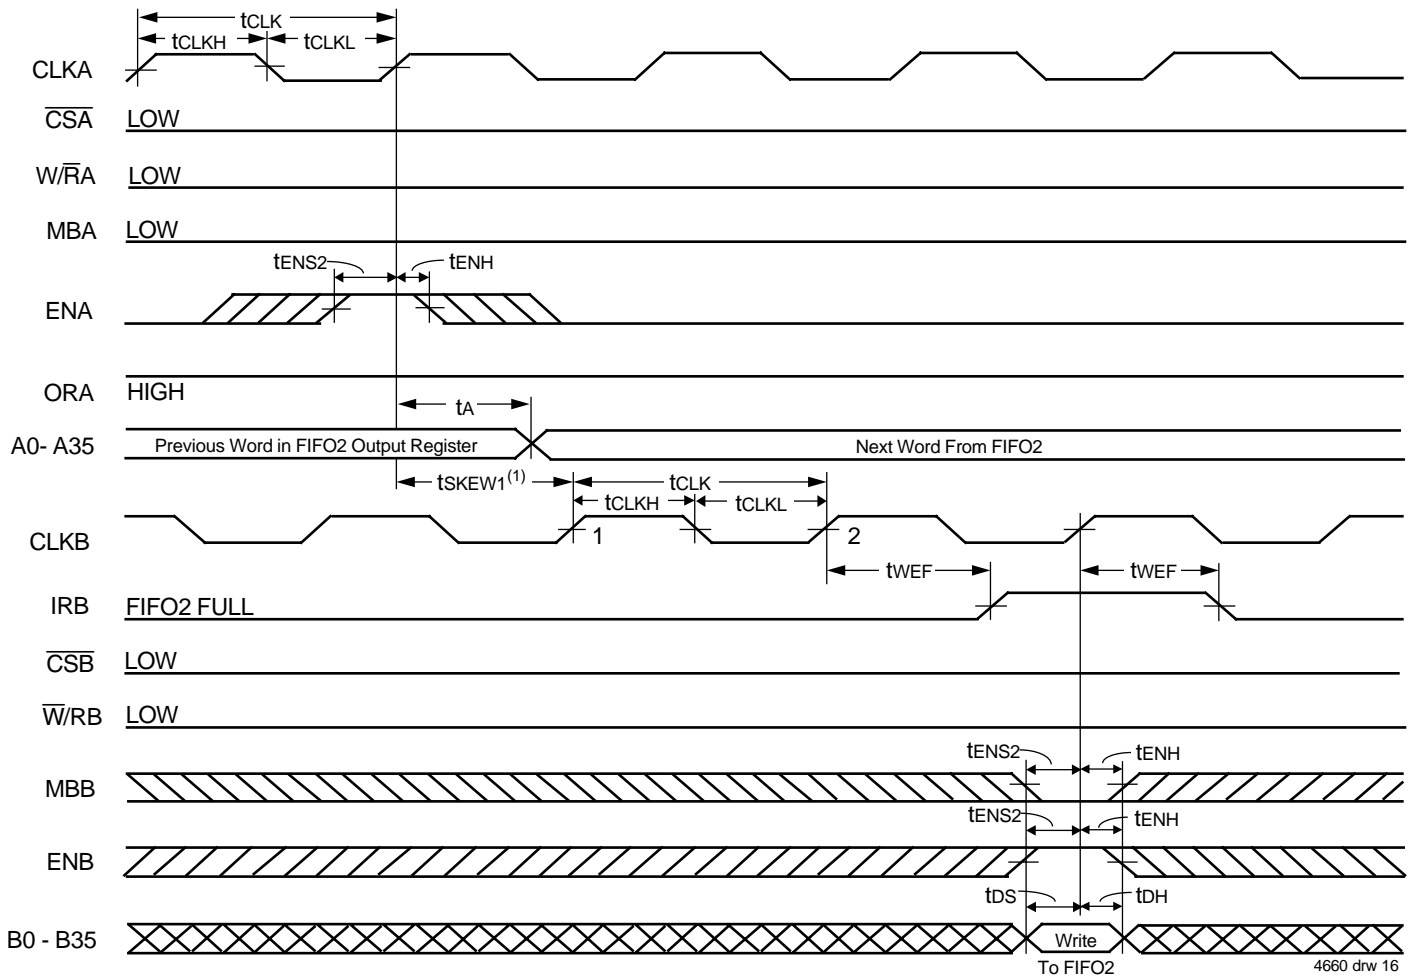 tCLK
tCLKH tCLKL
CLKA
CSA LOW
W/RA LOW
MBA LOW
tENS2 tENH
ENA
ORA HIGH
tA
A0- A35 Previous Word in FIFO2 Output Register Next Word From FIFO2
tSKEW1(1) tCLK
tCLKH tCLKL
CLKB 1 2
tWEF tWEF
IRB FIFO2 FULL
CSB LOW
W/RB LOW
tENS2 tENH
MBB
tENS2 tENH
ENB
tDS tDH
B0 - B35 Write
To FIFO2
4660 drw 16